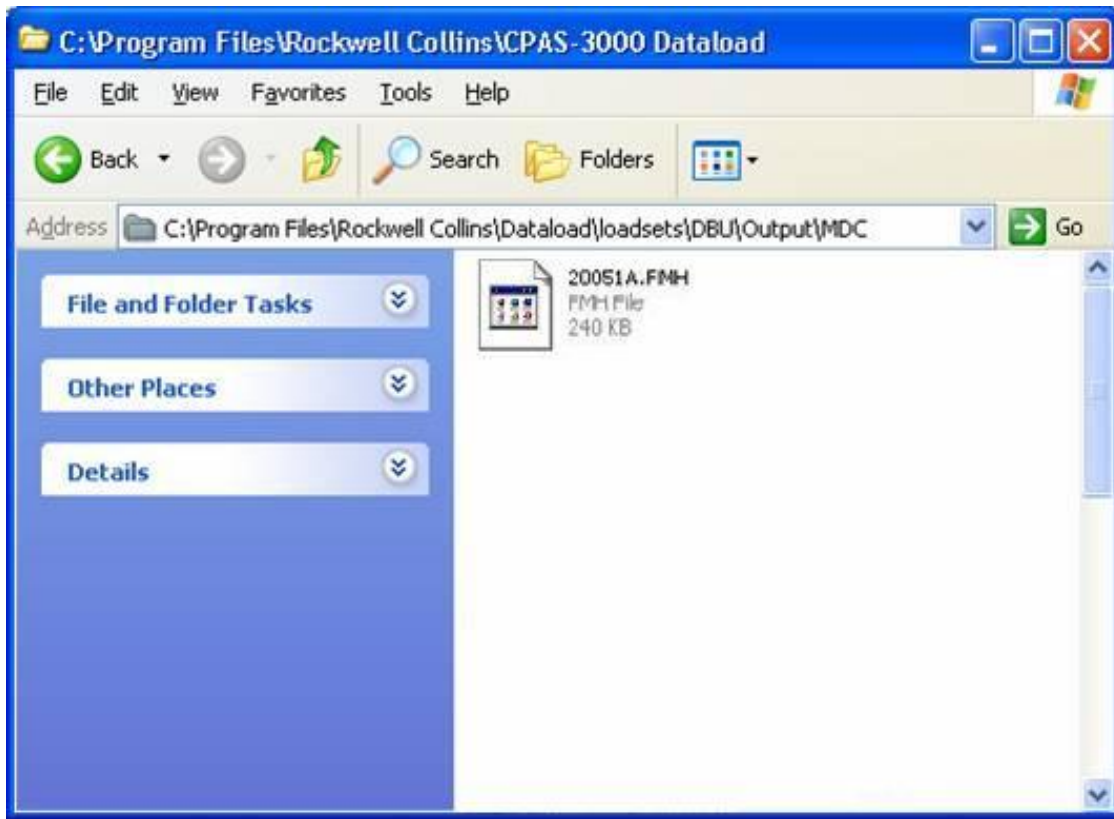 C:\Program Files\Rockwell Collins\CPAS-3000 Dataload
File Edit View Favorites Tools Help
Back Search Folders
Address C:\Program Files\Rockwell Collins\Dataload\loadsets\DBU\Output\MDC Go
File and Folder Tasks
Other Places
Details
20051A.FMH
FMH File
240 KB